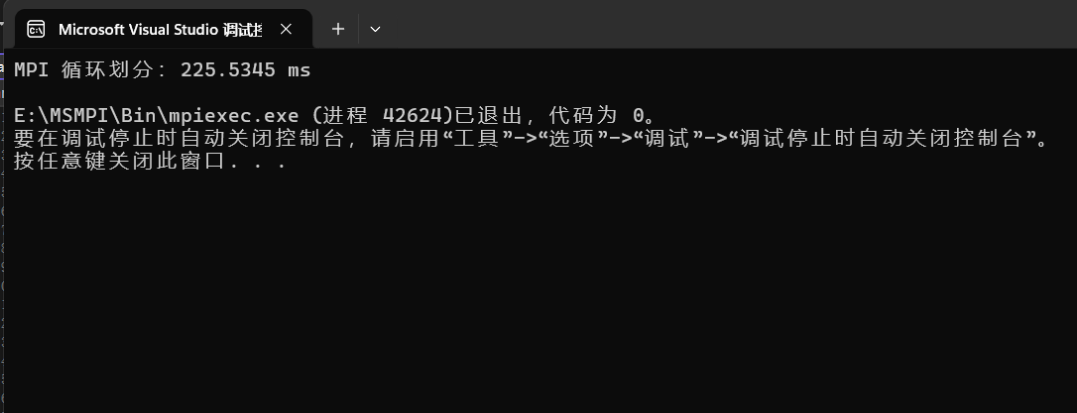 Microsoft Visual Studio 调试控
MPI 循环划分：225.5345 ms
E:\MSMPI\Bin\mpiexec.exe (进程 42624)已退出，代码为 0。
要在调试停止时自动关闭控制台，请启用“工具”->“选项”->“调试”->“调试停止时自动关闭控制台”。
按任意键关闭此窗口. . .